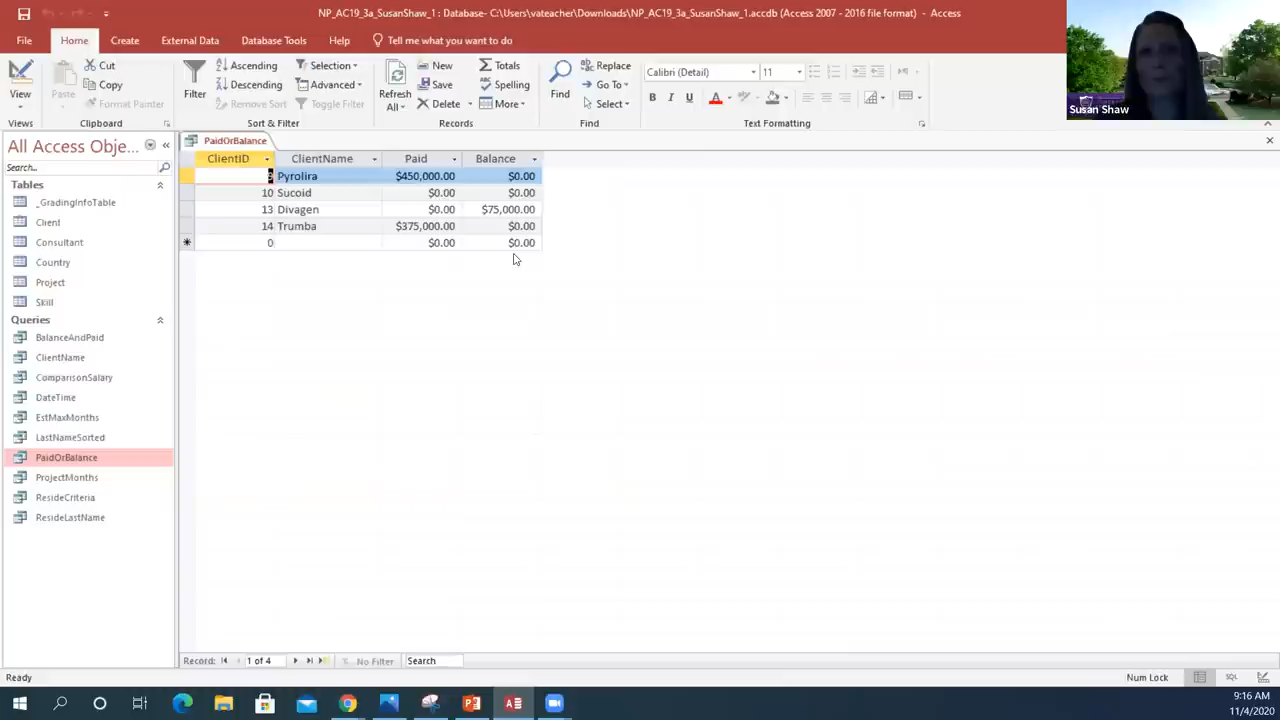 NP_AC19_3a_SusanShaw_1 : Database- C:\Users\vateacher\Downloads\NP_AC19_3a_SusanShaw_1.accdb (Access 2007 - 2016 file format) - Access
File Home Create External Data Database Tools Help Tell me what you want to do
View
Views
Paste
Cut
Copy
Format Painter
Clipboard
Filter
Ascending
Descending
Remove Sort
Selection
Advanced
Toggle Filter
Sort & Filter
Refresh All
New
Save
Delete
Totals
Spelling
More
Records
Find
Replace
Go To
Select
Find
Calibri (Detail) 11
B I U A
Text Formatting
Susan Shaw
All Access Obje...
Search...
Tables
_GradingInfoTable
Client
Consultant
Country
Project
Skill
Queries
BalanceAndPaid
ClientName
ComparisonSalary
DateTime
EstMaxMonths
LastNameSorted
PaidOrBalance
ProjectMonths
ResideCriteria
ResideLastName
PaidOrBalance
ClientID ClientName Paid Balance
Pyrolira $450,000.00 $0.00
10 Sucoid $0.00 $0.00
13 Divagen $0.00 $75,000.00
14 Trumba $375,000.00 $0.00
0 $0.00 $0.00
Record: 1 of 4 No Filter Search
Ready Num Lock
9:16 AM
11/4/2020